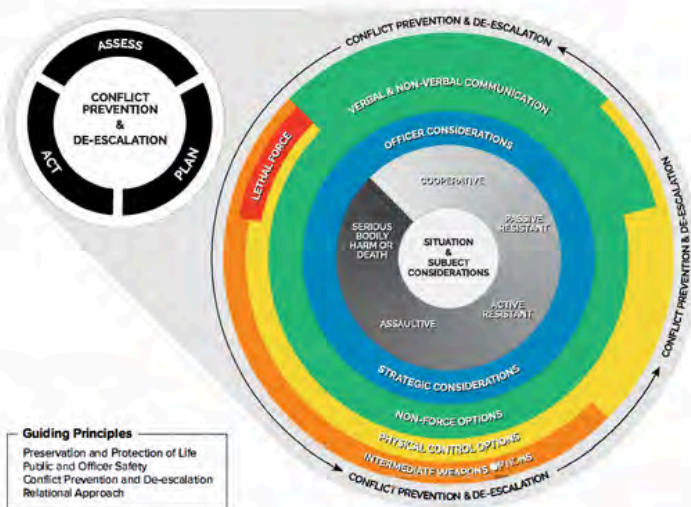 ASSESS
PLAN
ACT
CONFLICT
PREVENTION
&
DE-ESCALATION
CONFLICT PREVENTION & DE-ESCALATION
CONFLICT PREVENTION & DE-ESCALATION
CONFLICT PREVENTION & DE-ESCALATION
VERBAL & NON-VERBAL COMMUNICATION
LETHAL FORCE
OFFICER CONSIDERATIONS
COOPERATIVE
PASSIVE
RESISTANT
ACTIVE
RESISTANT
ASSAULTIVE
SERIOUS
BODILY
HARM OR
DEATH
SITUATION
&
SUBJECT
CONSIDERATIONS
STRATEGIC CONSIDERATIONS
NON-FORCE OPTIONS
PHYSICAL CONTROL OPTIONS
INTERMEDIATE WEAPONS OPTIONS
Guiding Principles
Preservation and Protection of Life
Public and Officer Safety
Conflict Prevention and De-escalation
Relational Approach